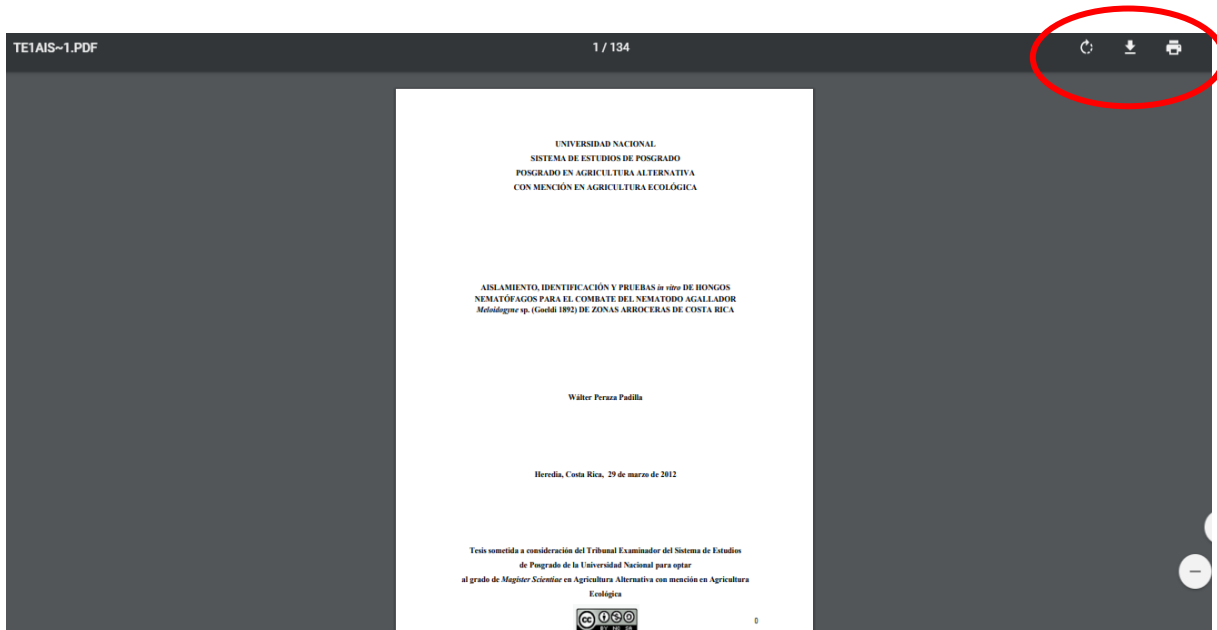 TE1AIS~1.PDF
1 / 134
UNIVERSIDAD NACIONAL
SISTEMA DE ESTUDIOS DE POSGRADO
POSGRADO EN AGRICULTURA ALTERNATIVA
CON MENCIÓN EN AGRICULTURA ECOLÓGICA
AISLAMIENTO, IDENTIFICACIÓN Y PRUEBAS in vitro DE HONGOS
NEMATÓFAGOS PARA EL COMBATE DEL NEMATODO AGALLADOR
Meloidogyne sp. (Goeldi 1892) DE ZONAS ARROCERAS DE COSTA RICA
Wálter Peraza Padilla
Heredia, Costa Rica, 29 de marzo de 2012
Tesis sometida a consideración del Tribunal Examinador del Sistema de Estudios
de Posgrado de la Universidad Nacional para optar
al grado de Magister Scientiae en Agricultura Alternativa con mención en Agricultura
Ecológica
cc
BY NC SA
0